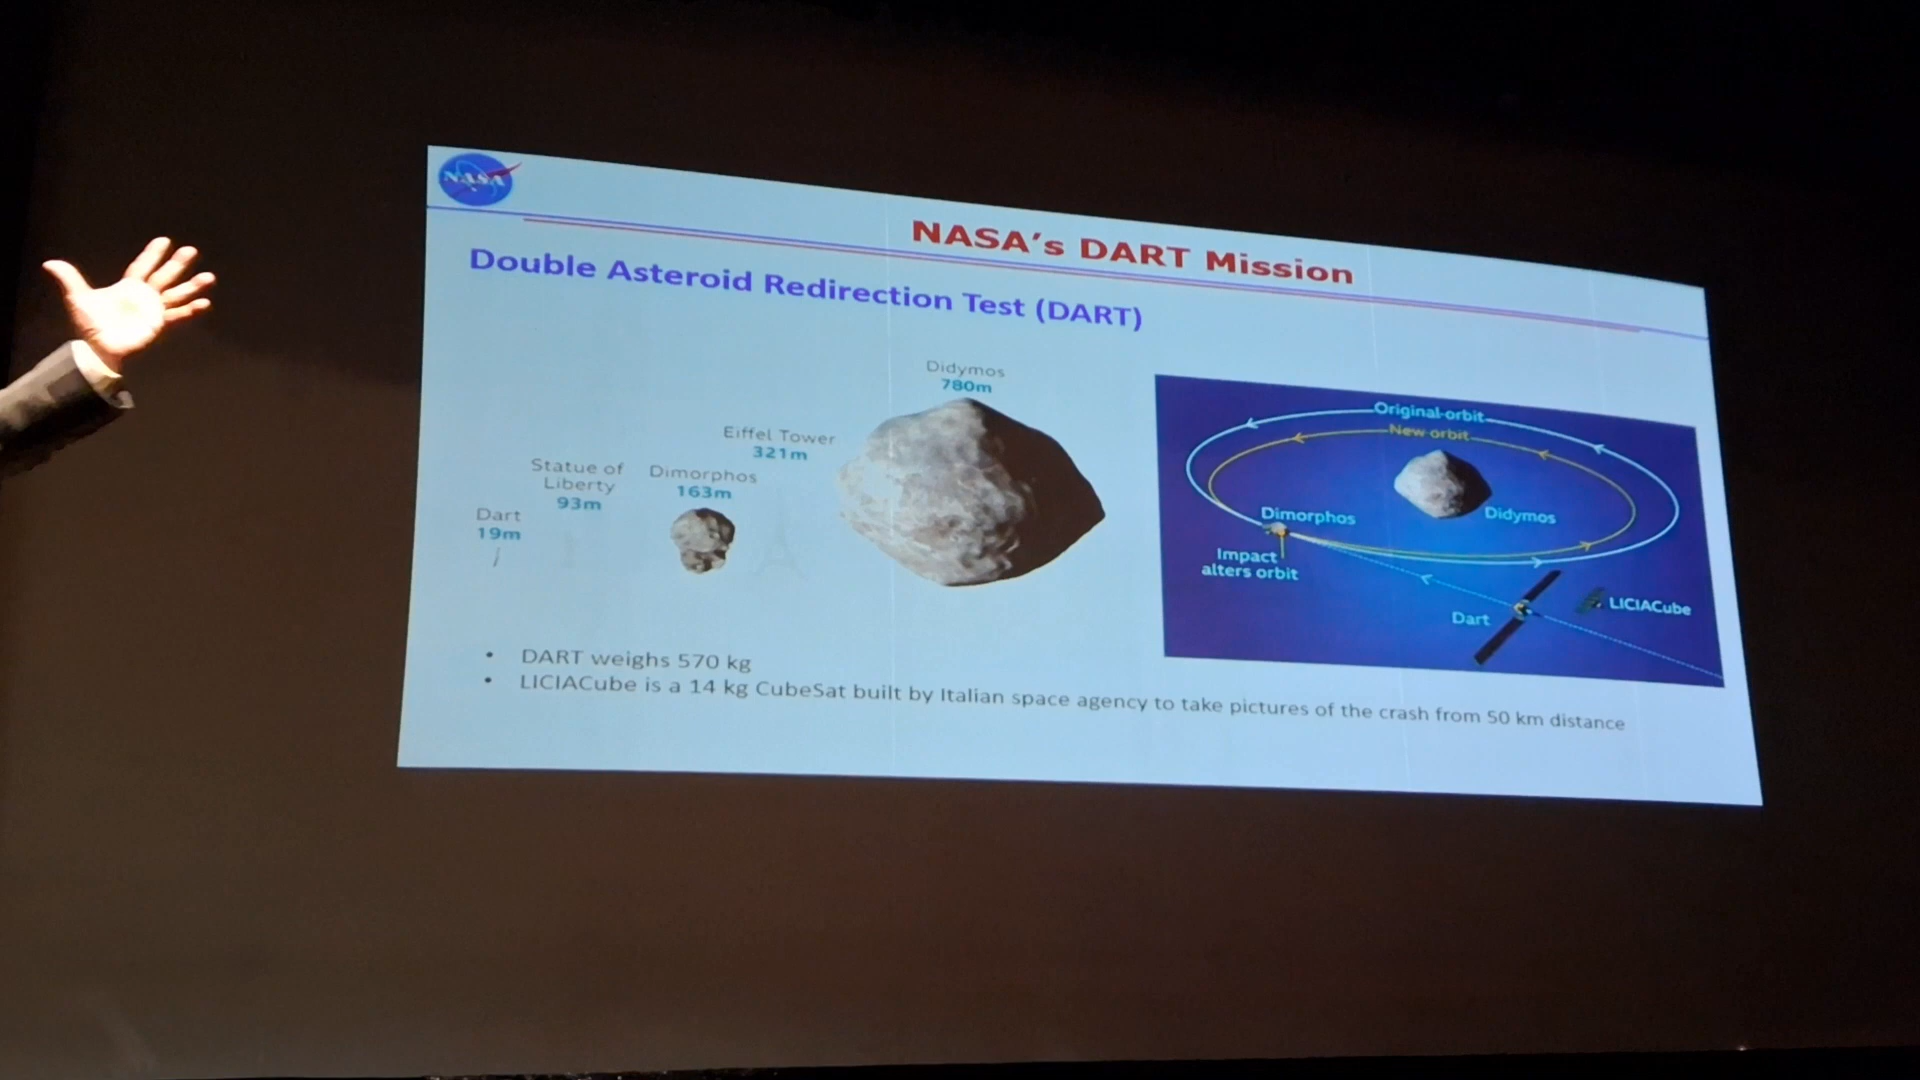 NASA
NASA's DART Mission
Double Asteroid Redirection Test (DART)
Didymos
780m
Eiffel Tower
321m
Statue of
Liberty
93m
Dimorphos
163m
Dart
19m
Original orbit
New orbit
Dimorphos
Didymos
Impact
alters orbit
Dart
LICIACube
• DART weighs 570 kg
• LICIACube is a 14 kg CubeSat built by Italian space agency to take pictures of the crash from 50 km distance